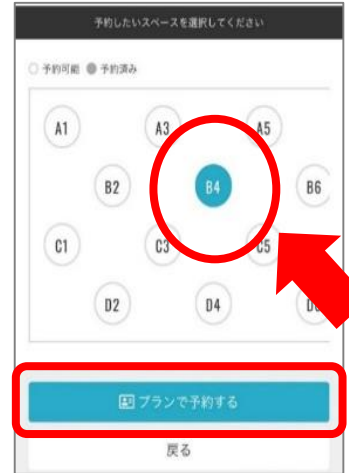 予約したいスペースを選択してください
予約可能 予約済み
A1 A3 A5
B2 B4 B6
C1 C3 C5
D2 D4
プランで予約する
戻る